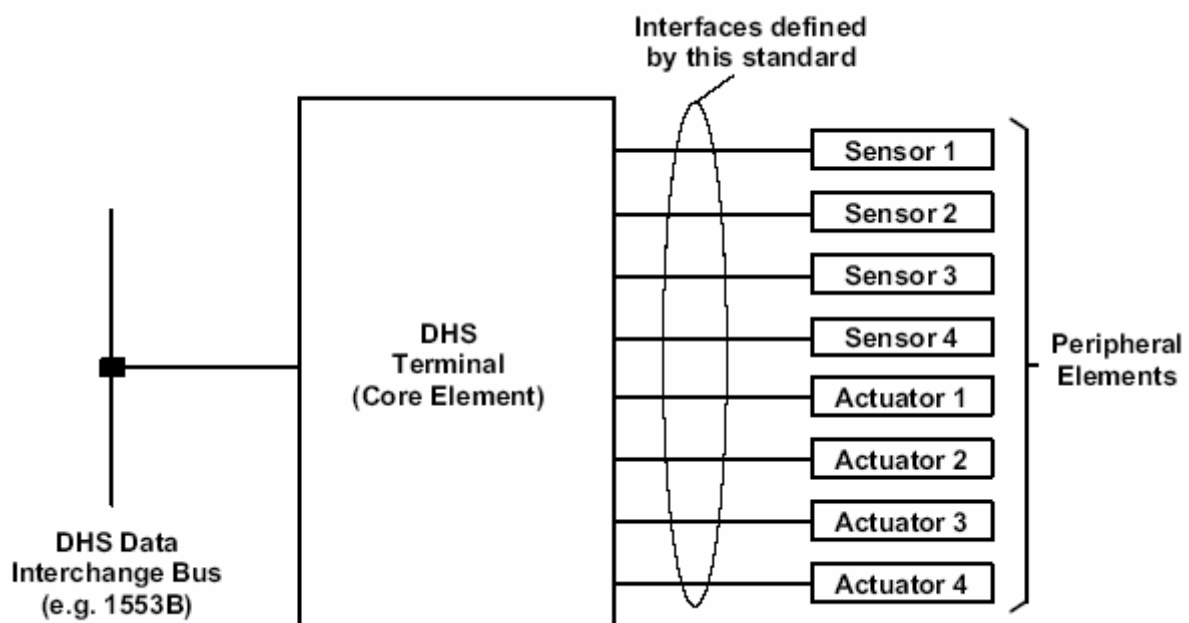 Interfaces defined
by this standard
Sensor 1
Sensor 2
Sensor 3
Sensor 4
Actuator 1
Actuator 2
Actuator 3
Actuator 4
DHS
Terminal
(Core Element)
Peripheral
Elements
DHS Data
Interchange Bus
(e.g. 1553B)